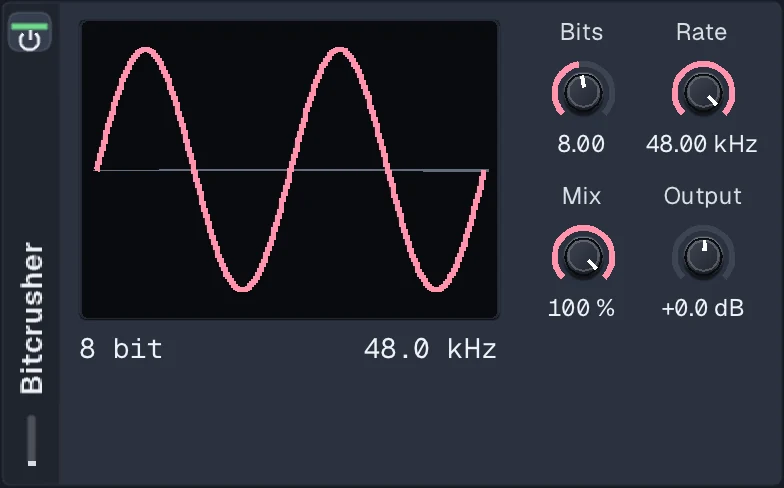 Bitcrusher
8 bit
48.0 kHz
Bits
Rate
8.00
48.00 kHz
Mix
Output
100 %
+0.0 dB